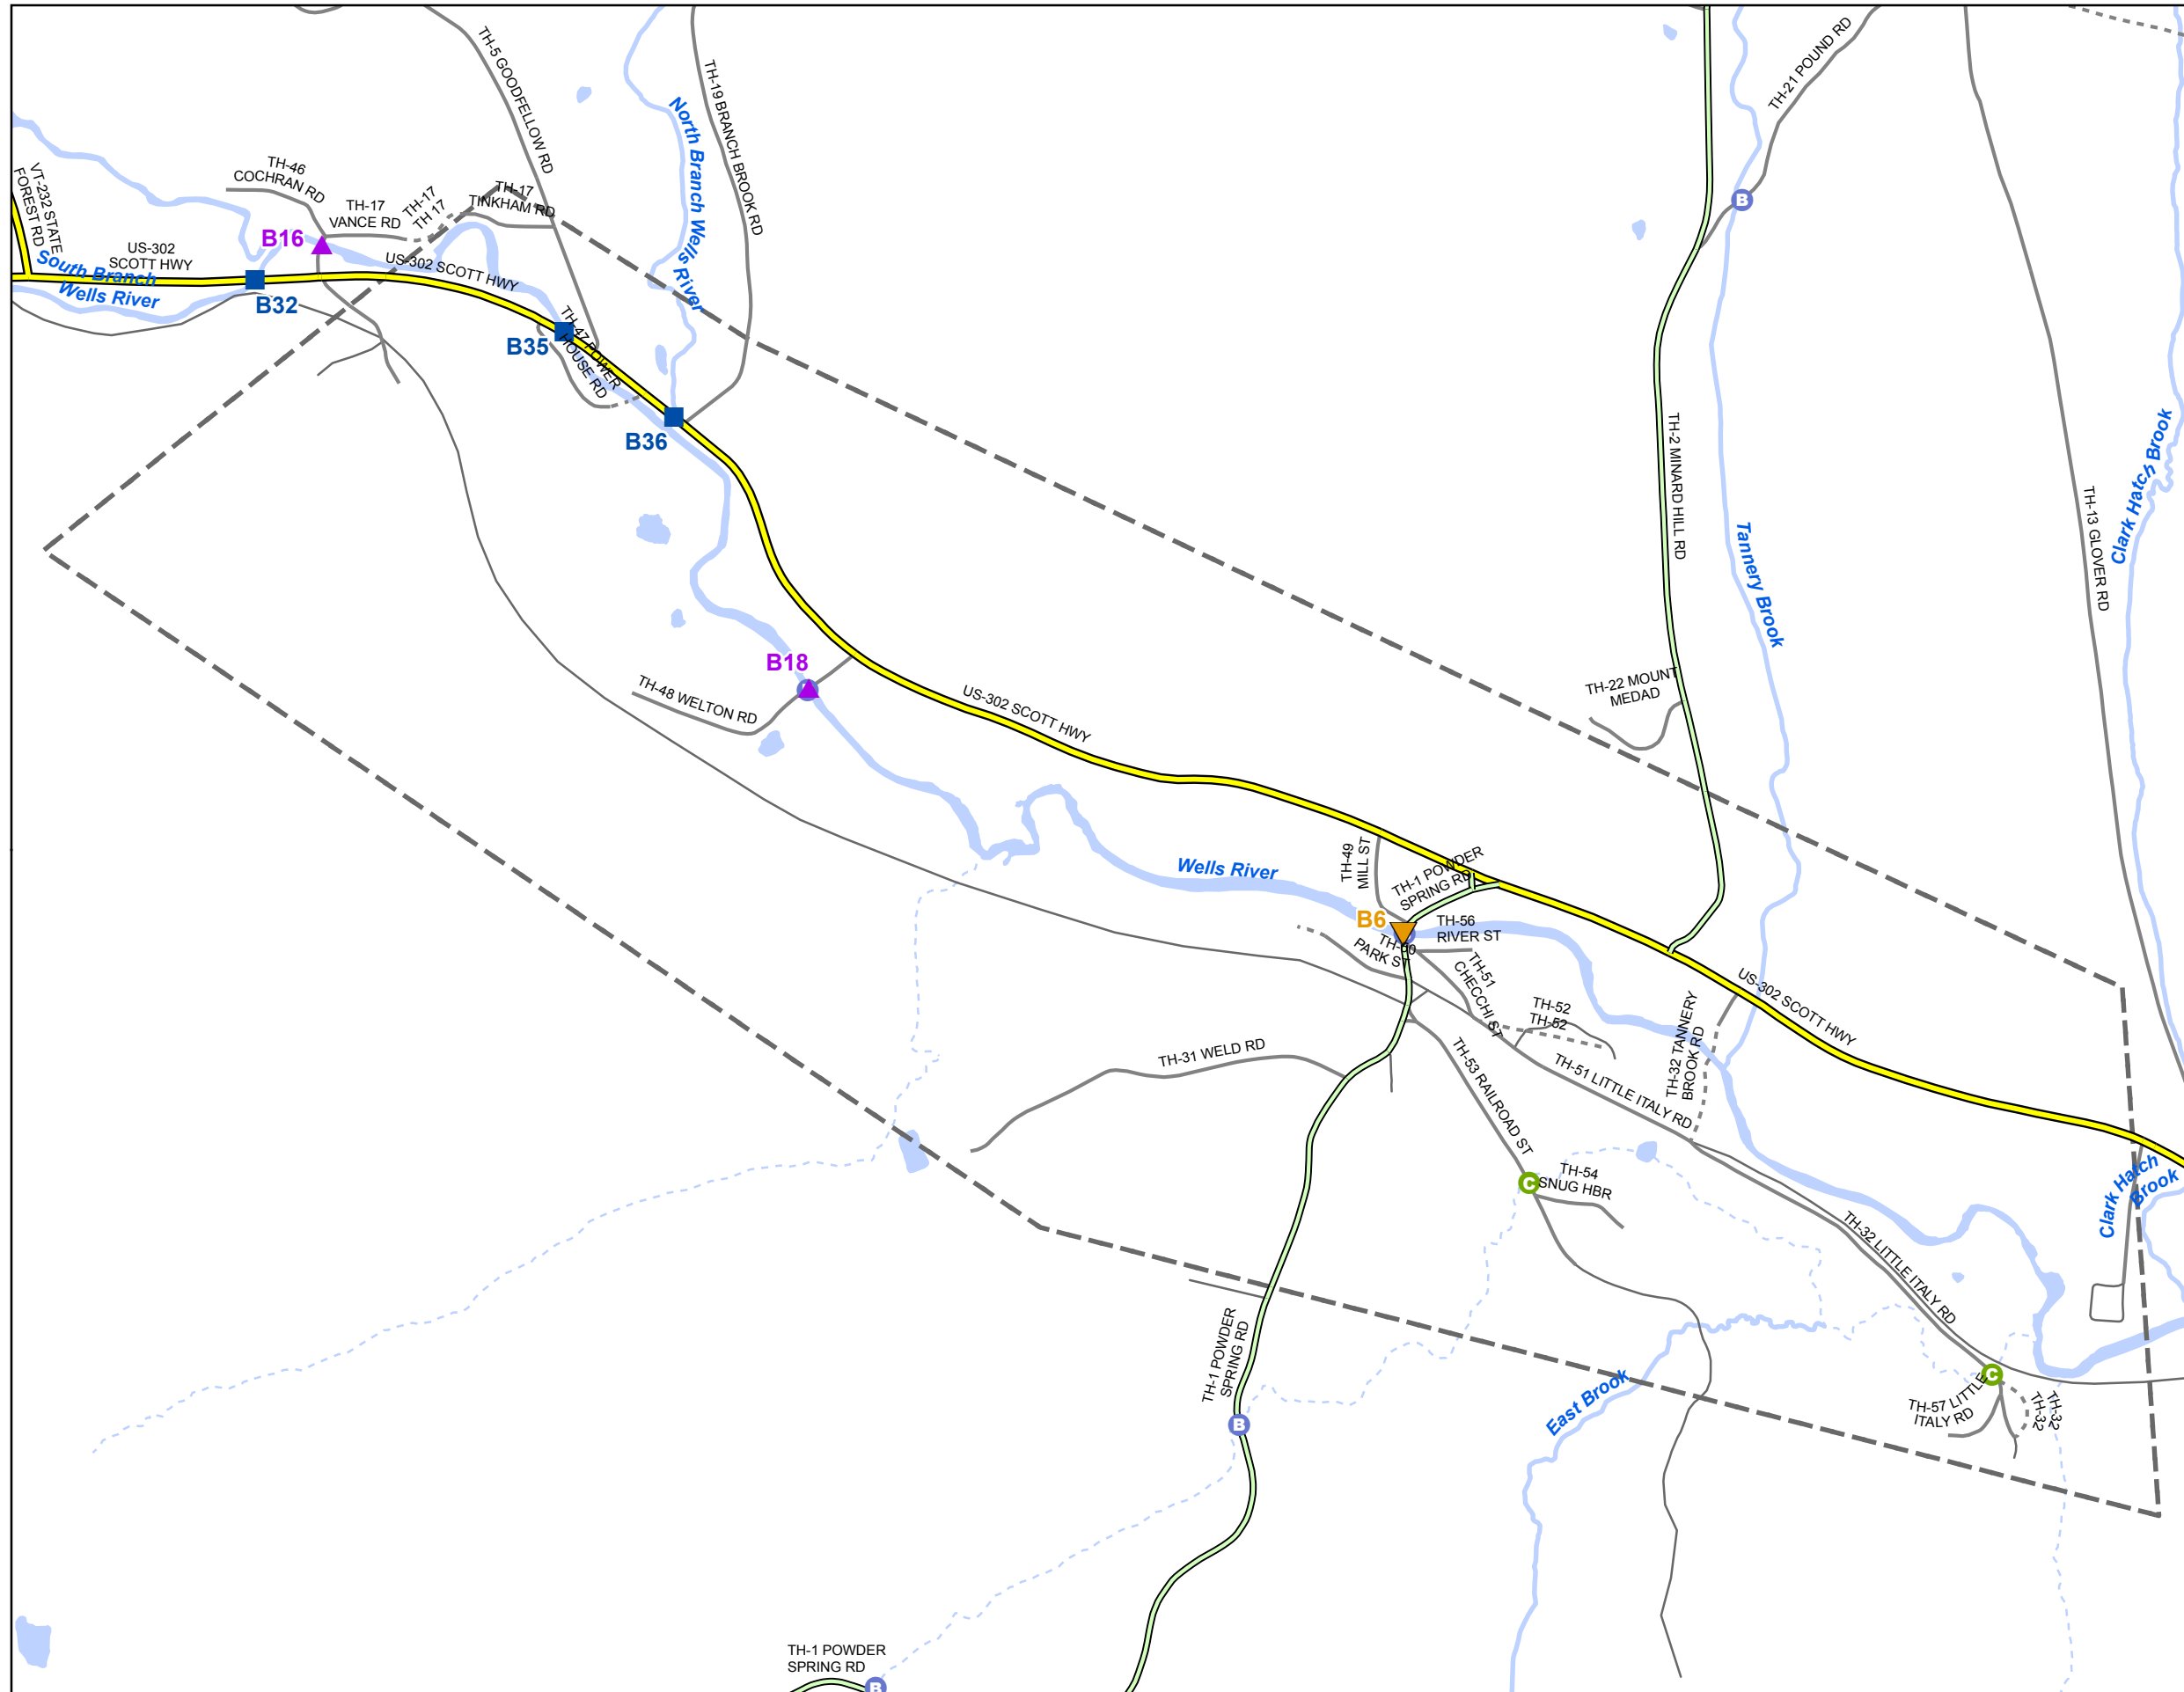 TH-5 GOODFELLOW RD
TH-19 BRANCH BROOK RD
North Branch Wells River
TH-21 POUND RD
VT-232 STATE
FOREST RD
TH-46
COCHRAN RD
TH-17
VANCE RD
TH-17
TH 17
TH-17
TINKHAM RD
B
B16
US-302
SCOTT HWY
US-302 SCOTT HWY
South Branch
Wells River
B32
B35
TH-47 POWER
HOUSE RD
B36
TH-2 MINARD HILL RD
Tannery Brook
TH-13 GLOVER RD
Clark Hatch Brook
B18
TH-48 WELTON RD
US-302 SCOTT HWY
TH-22 MOUNT
MEDAD
Wells River
TH-49
MILL ST
TH-1 POWDER
SPRING RD
B6
TH-56
RIVER ST
TH-60
PARK ST
TH-51
CHECCHI ST
TH-52
TH-52
US-302 SCOTT HWY
TH-32 TANNERY
BROOK RD
TH-31 WELD RD
TH-53 RAILROAD ST
TH-51 LITTLE ITALY RD
C
TH-54
SNUG HBR
Clark Hatch
Brook
TH-32 LITTLE ITALY RD
TH-1 POWDER
SPRING RD
B
East Brook
C
TH-57 LITTLE
ITALY RD
TH-32
TH-32
TH-1 POWDER
SPRING RD
B